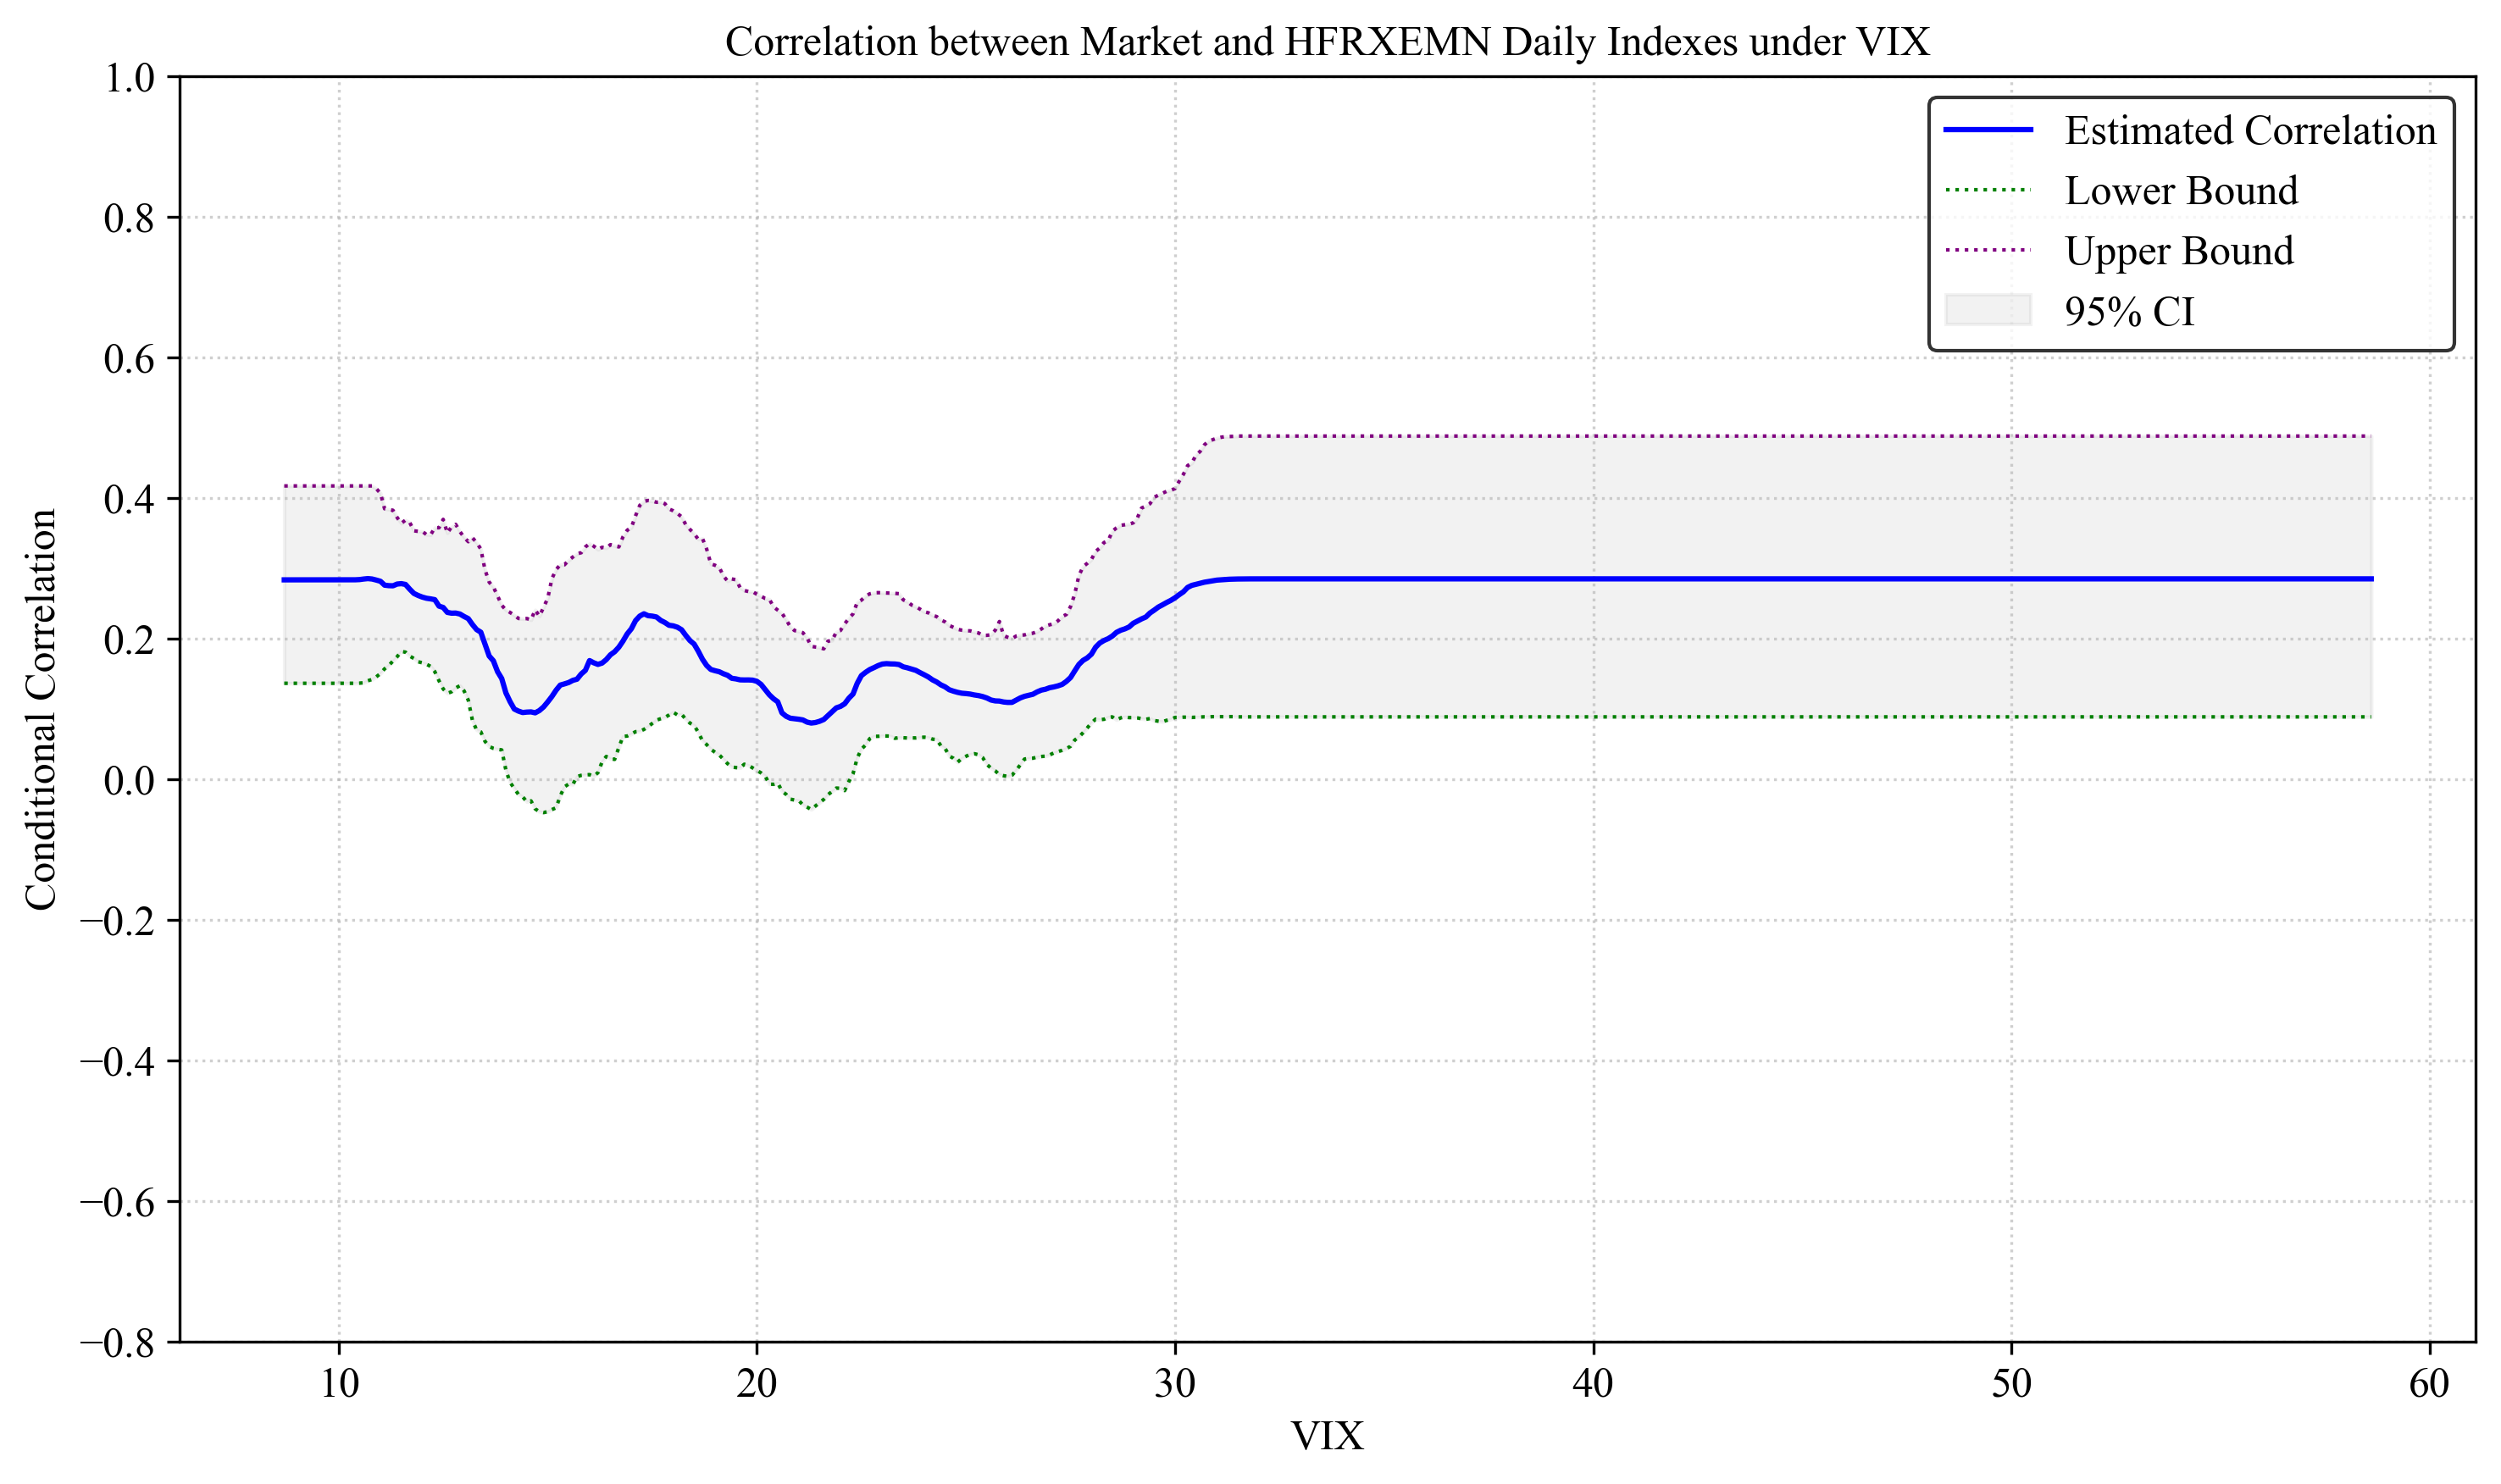 Correlation between Market and HFRXEMN Daily Indexes under VIX
1.0
0.8
0.6
0.4
0.2
0.0
−0.2
−0.4
−0.6
−0.8
Conditional Correlation
Estimated Correlation
Lower Bound
Upper Bound
95% CI
10 20 30 40 50 60
VIX